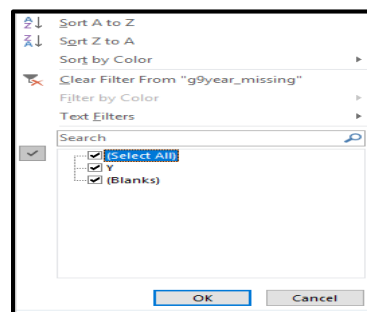 Sort A to Z
Sort Z to A
Sort by Color
Clear Filter From "g9year_missing"
Filter by Color
Text Filters
Search
(Select All)
Y
(Blanks)
OK Cancel